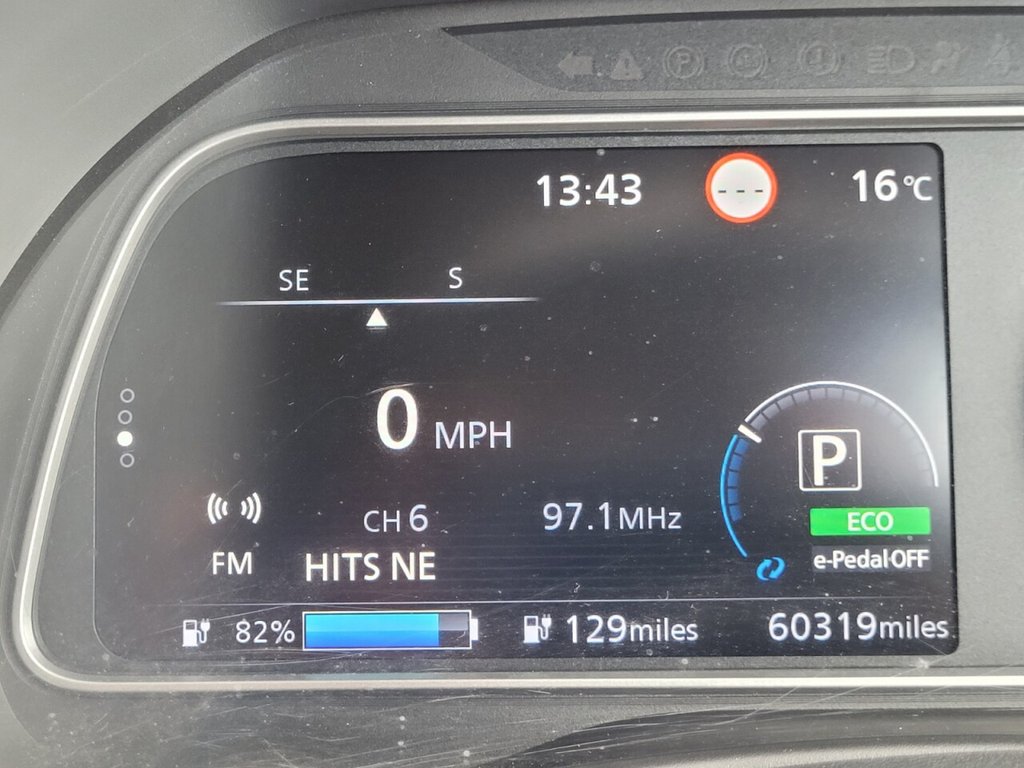 13:43 --- 16°C
SE S
0 MPH
P
CH 6 97.1MHz
ECO
FM HITS NE
e-Pedal·OFF
82% 129miles 60319miles